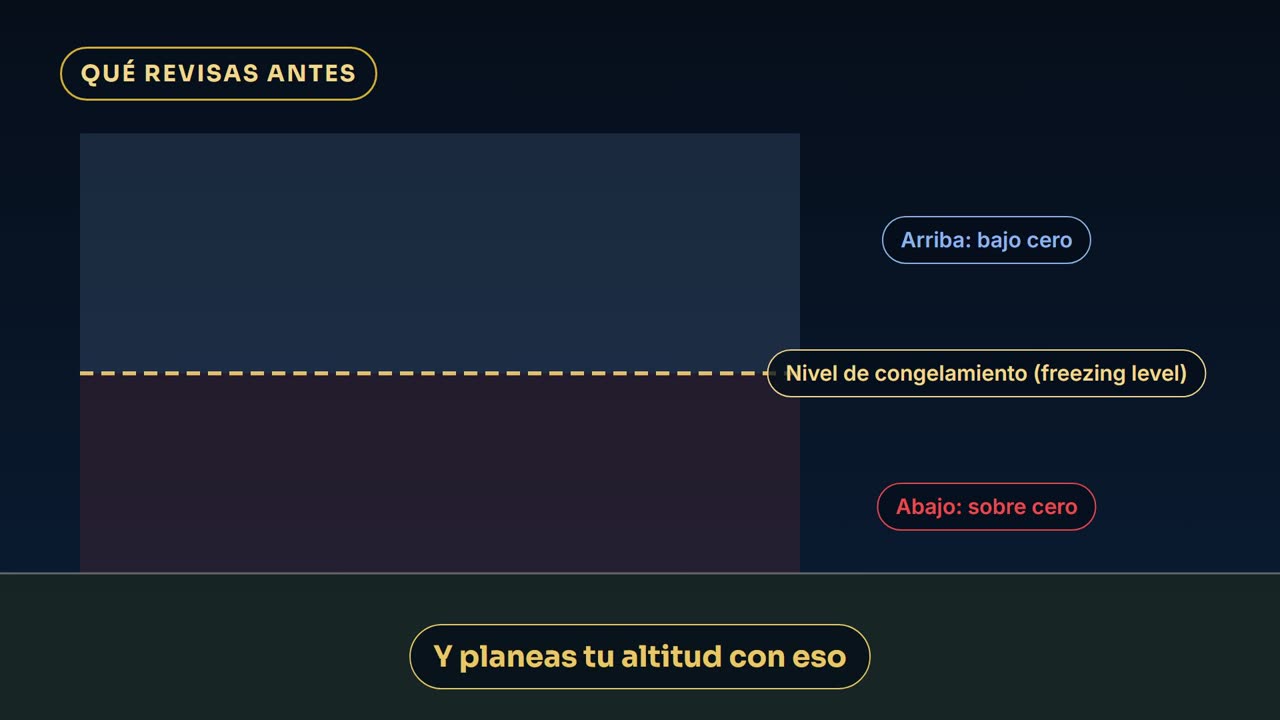 QUÉ REVISAS ANTES
Arriba: bajo cero
Nivel de congelamiento (freezing level)
Abajo: sobre cero
Y planeas tu altitud con eso